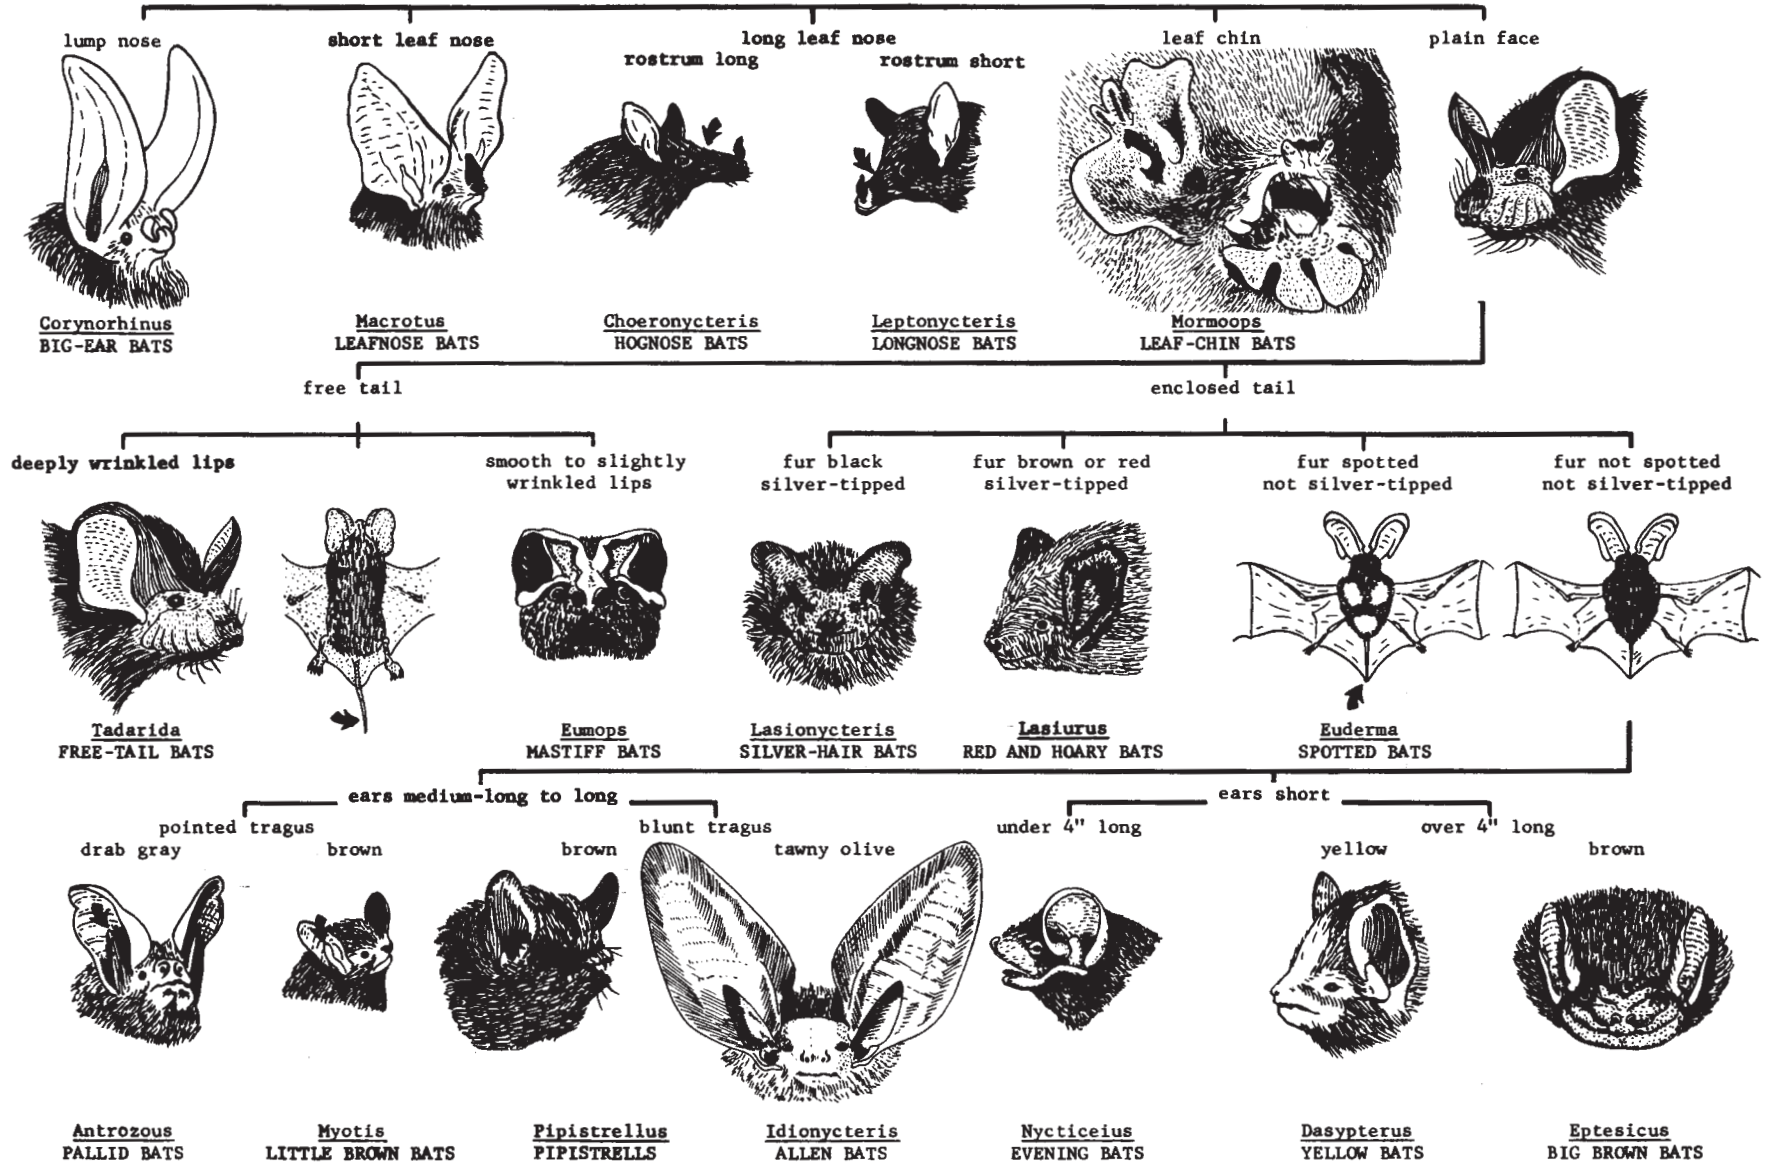 lump nose
short leaf nose
long leaf nose
leaf chin
plain face
rostrum long
rostrum short
Corynorhinus
BIG-EAR BATS
Macrotus
LEAFNOSE BATS
Choeronycteris
HOGNOSE BATS
Leptonycteris
LONGNOSE BATS
Mormoops
LEAF-CHIN BATS
free tail
enclosed tail
deeply wrinkled lips
smooth to slightly
wrinkled lips
fur black
silver-tipped
fur brown or red
silver-tipped
fur spotted
not silver-tipped
fur not spotted
not silver-tipped
Tadarida
FREE-TAIL BATS
Eumops
MASTIFF BATS
Lasionycteris
SILVER-HAIR BATS
Lasiurus
RED AND HOARY BATS
Euderma
SPOTTED BATS
ears medium-long to long
ears short
pointed tragus
blunt tragus
under 4" long
over 4" long
drab gray
brown
brown
tawny olive
yellow
brown
Antrozous
PALLID BATS
Myotis
LITTLE BROWN BATS
Pipistrellus
PIPISTRELLS
Idionycteris
ALLEN BATS
Nycticeius
EVENING BATS
Dasypterus
YELLOW BATS
Eptesicus
BIG BROWN BATS